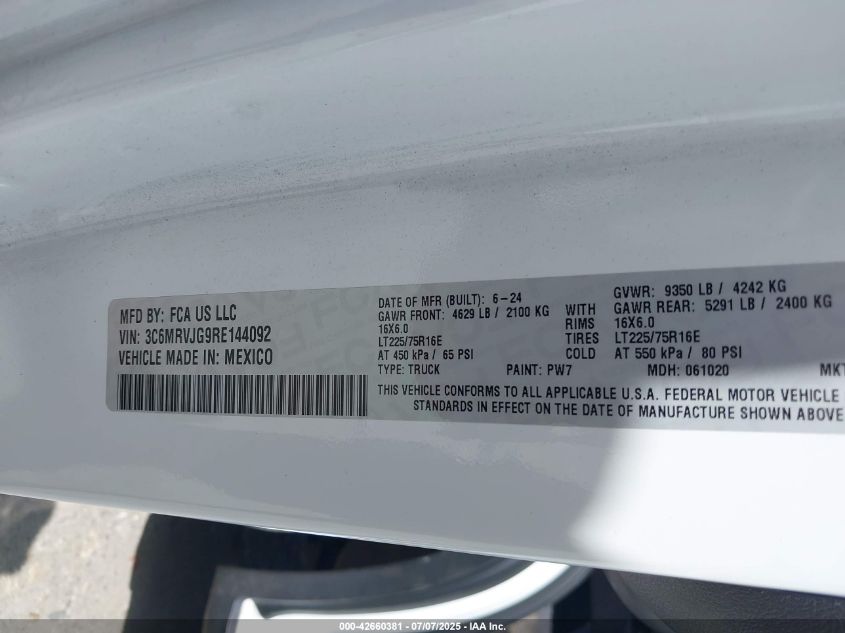 MFD BY: FCA US LLC
VIN: 3C6MRVJG9RE144092
VEHICLE MADE IN: MEXICO
DATE OF MFR (BUILT): 6-24
GVWR: 9350 LB / 4242 KG
GAWR FRONT: 4629 LB / 2100 KG WITH GAWR REAR: 5291 LB / 2400 KG
16X6.0 RIMS 16X6.0
LT225/75R16E TIRES LT225/75R16E
AT 450 kPa / 65 PSI COLD AT 550 kPa / 80 PSI
TYPE: TRUCK PAINT: PW7 MDH: 061020 MKT
THIS VEHICLE CONFORMS TO ALL APPLICABLE U.S.A. FEDERAL MOTOR VEHICLE
STANDARDS IN EFFECT ON THE DATE OF MANUFACTURE SHOWN ABOVE
000-42660381 - 07/07/2025 - IAA Inc.